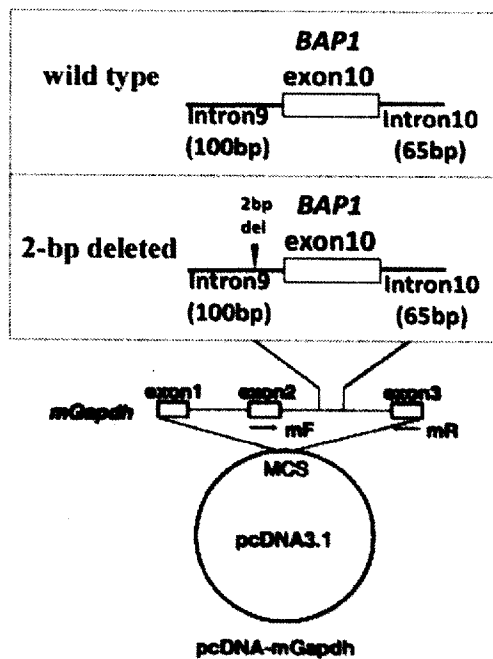 BAP1
wild type
exon10
Intron9
Intron10
(100bp)
(65bp)
2bp
BAP1
del
2-bp deleted
exon10
Intron9
Intron10
(100bp)
(65bp)
exon1
exon2
exon3
mGapdh
mF
mR
MCS
pcDNA3.1
pcDNA-mGapdh